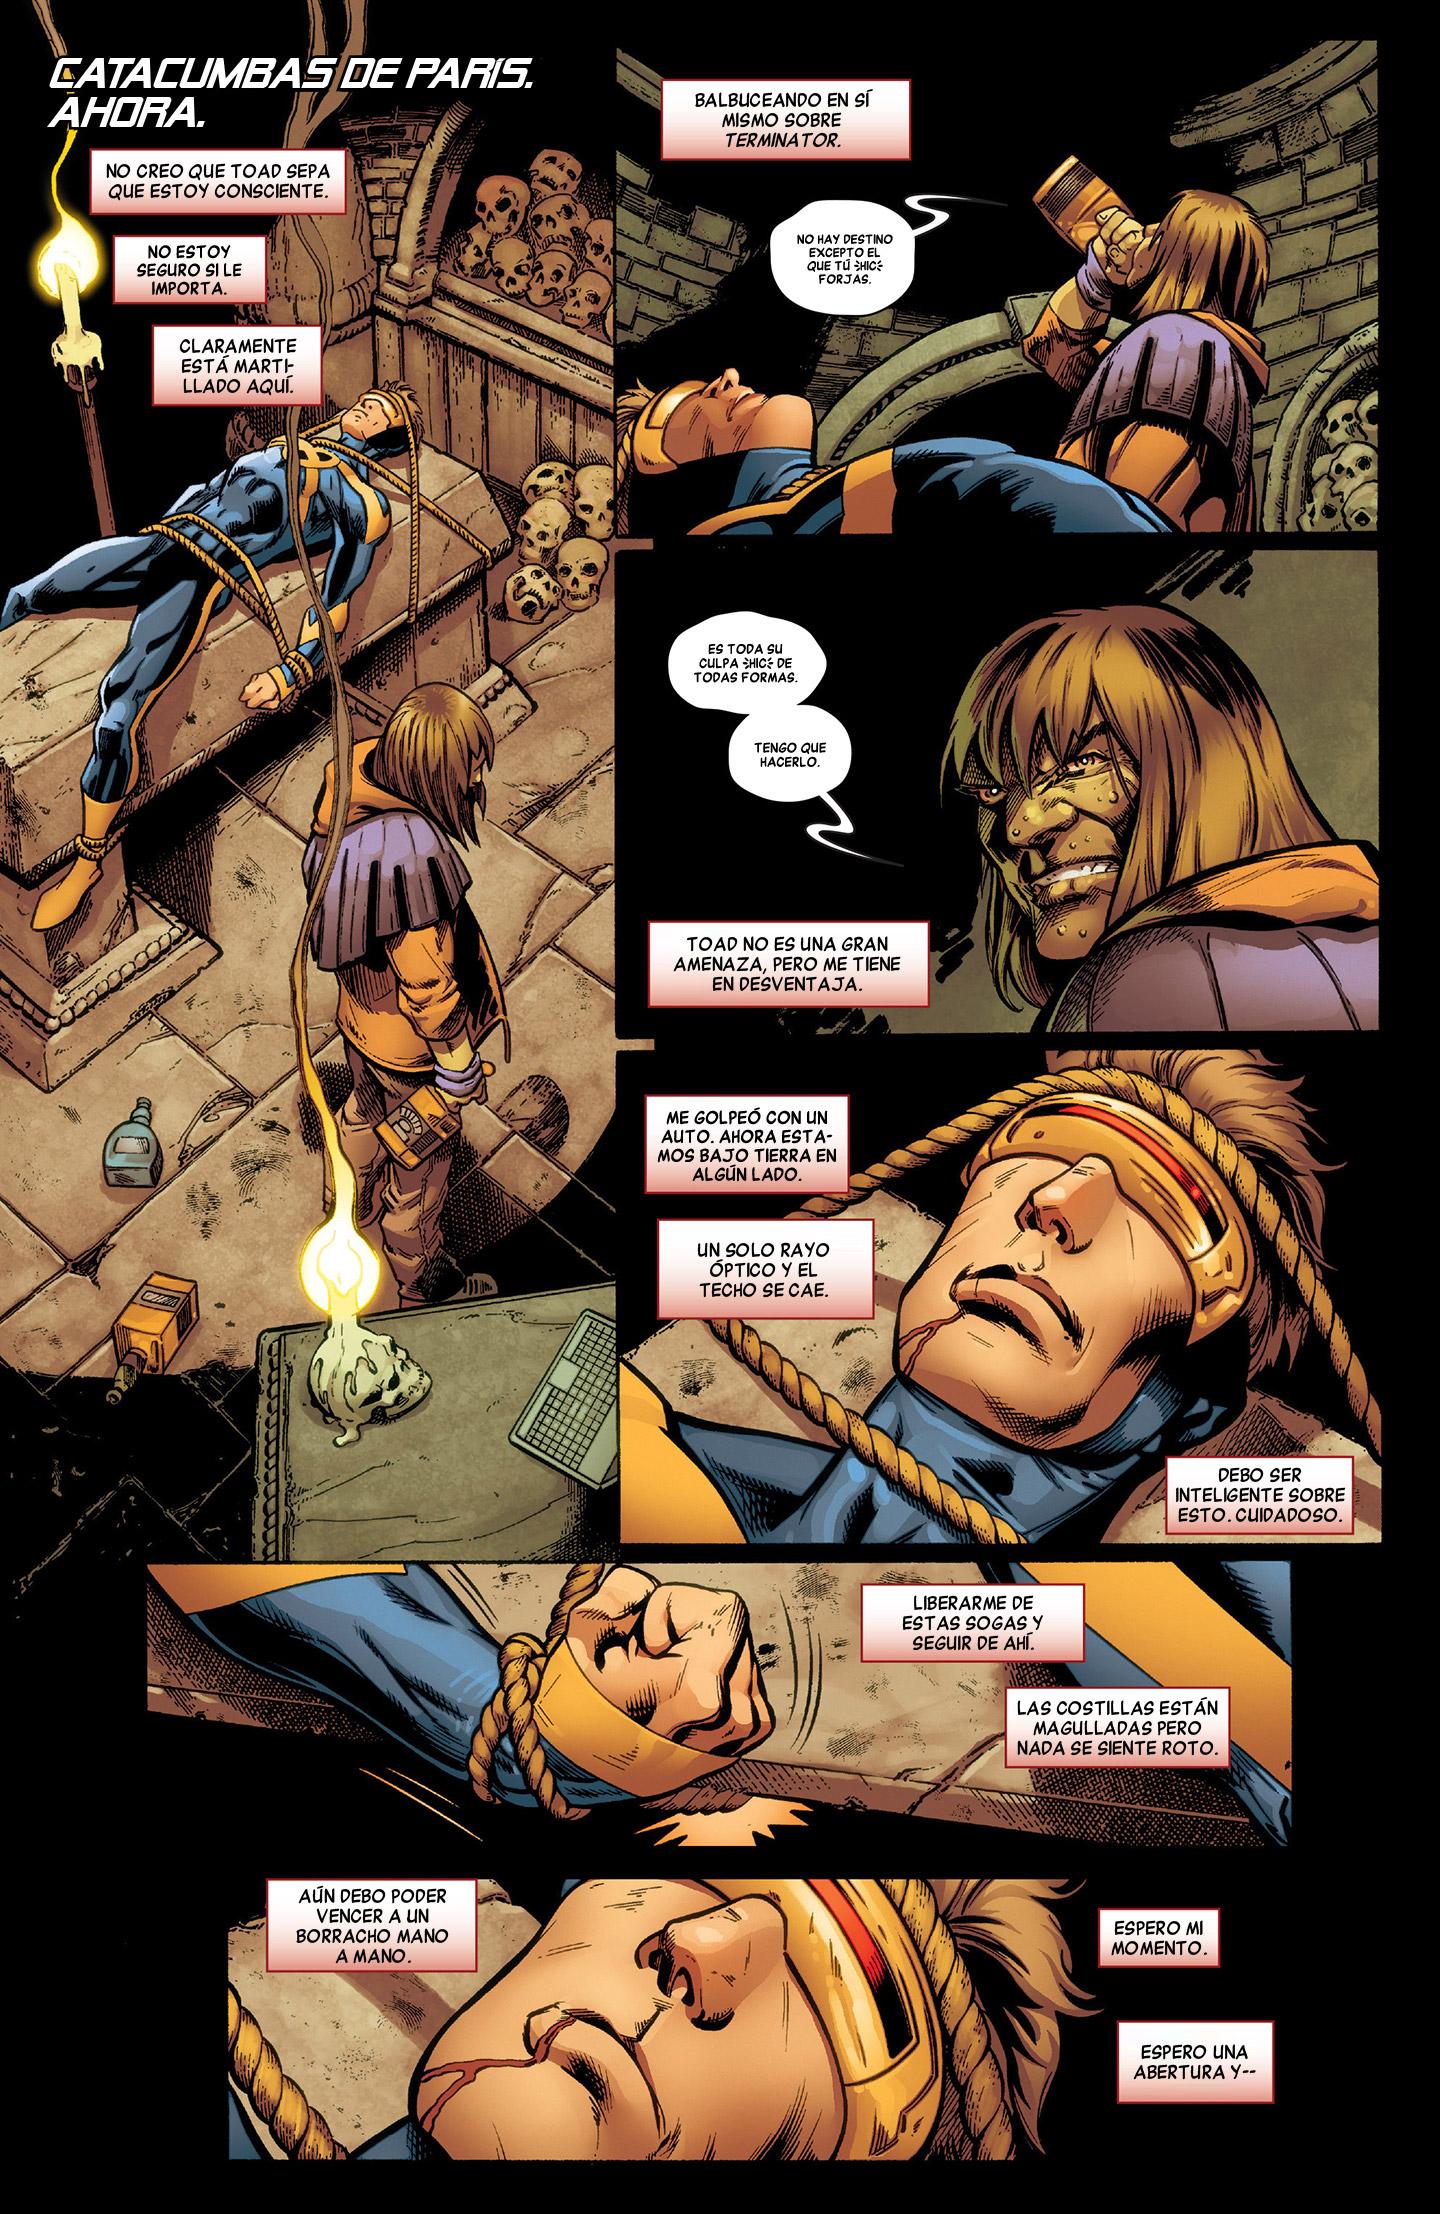 CATACUMBAS DE PARÍS.
AHORA.
NO CREO QUE TOAD SEPA
QUE ESTOY CONSCIENTE.
NO ESTOY
SEGURO SI LE
IMPORTA.
CLARAMENTE
ESTÁ MARTI-
LLADO AQUÍ.
BALBUCEANDO EN SÍ
MISMO SOBRE
TERMINATOR.
NO HAY DESTINO
EXCEPTO EL
QUE TÚ >HIC<
FORJAS.
ES TODA SU
CULPA >HIC< DE
TODAS FORMAS.
TENGO QUE
HACERLO.
TOAD NO ES UNA GRAN
AMENAZA, PERO ME TIENE
EN DESVENTAJA.
ME GOLPEÓ CON UN
AUTO. AHORA ESTA-
MOS BAJO TIERRA EN
ALGÚN LADO.
UN SOLO RAYO
ÓPTICO Y EL
TECHO SE CAE.
DEBO SER
INTELIGENTE SOBRE
ESTO. CUIDADOSO.
LIBERARME DE
ESTAS SOGAS Y
SEGUIR DE AHÍ.
LAS COSTILLAS ESTÁN
MAGULLADAS PERO
NADA SE SIENTE ROTO.
AÚN DEBO PODER
VENCER A UN
BORRACHO MANO
A MANO.
ESPERO MI
MOMENTO.
ESPERO UNA
ABERTURA Y--